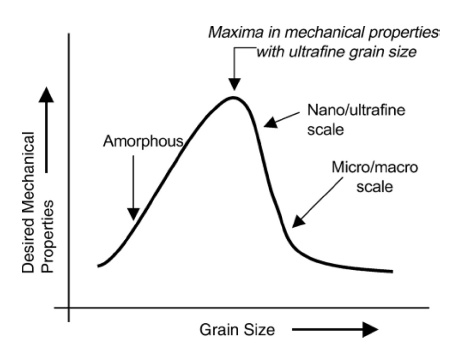 Maxima in mechanical properties
with ultrafine grain size
Nano/ultrafine
scale
Amorphous
Micro/macro
scale
Desired Mechanical
Properties
Grain Size